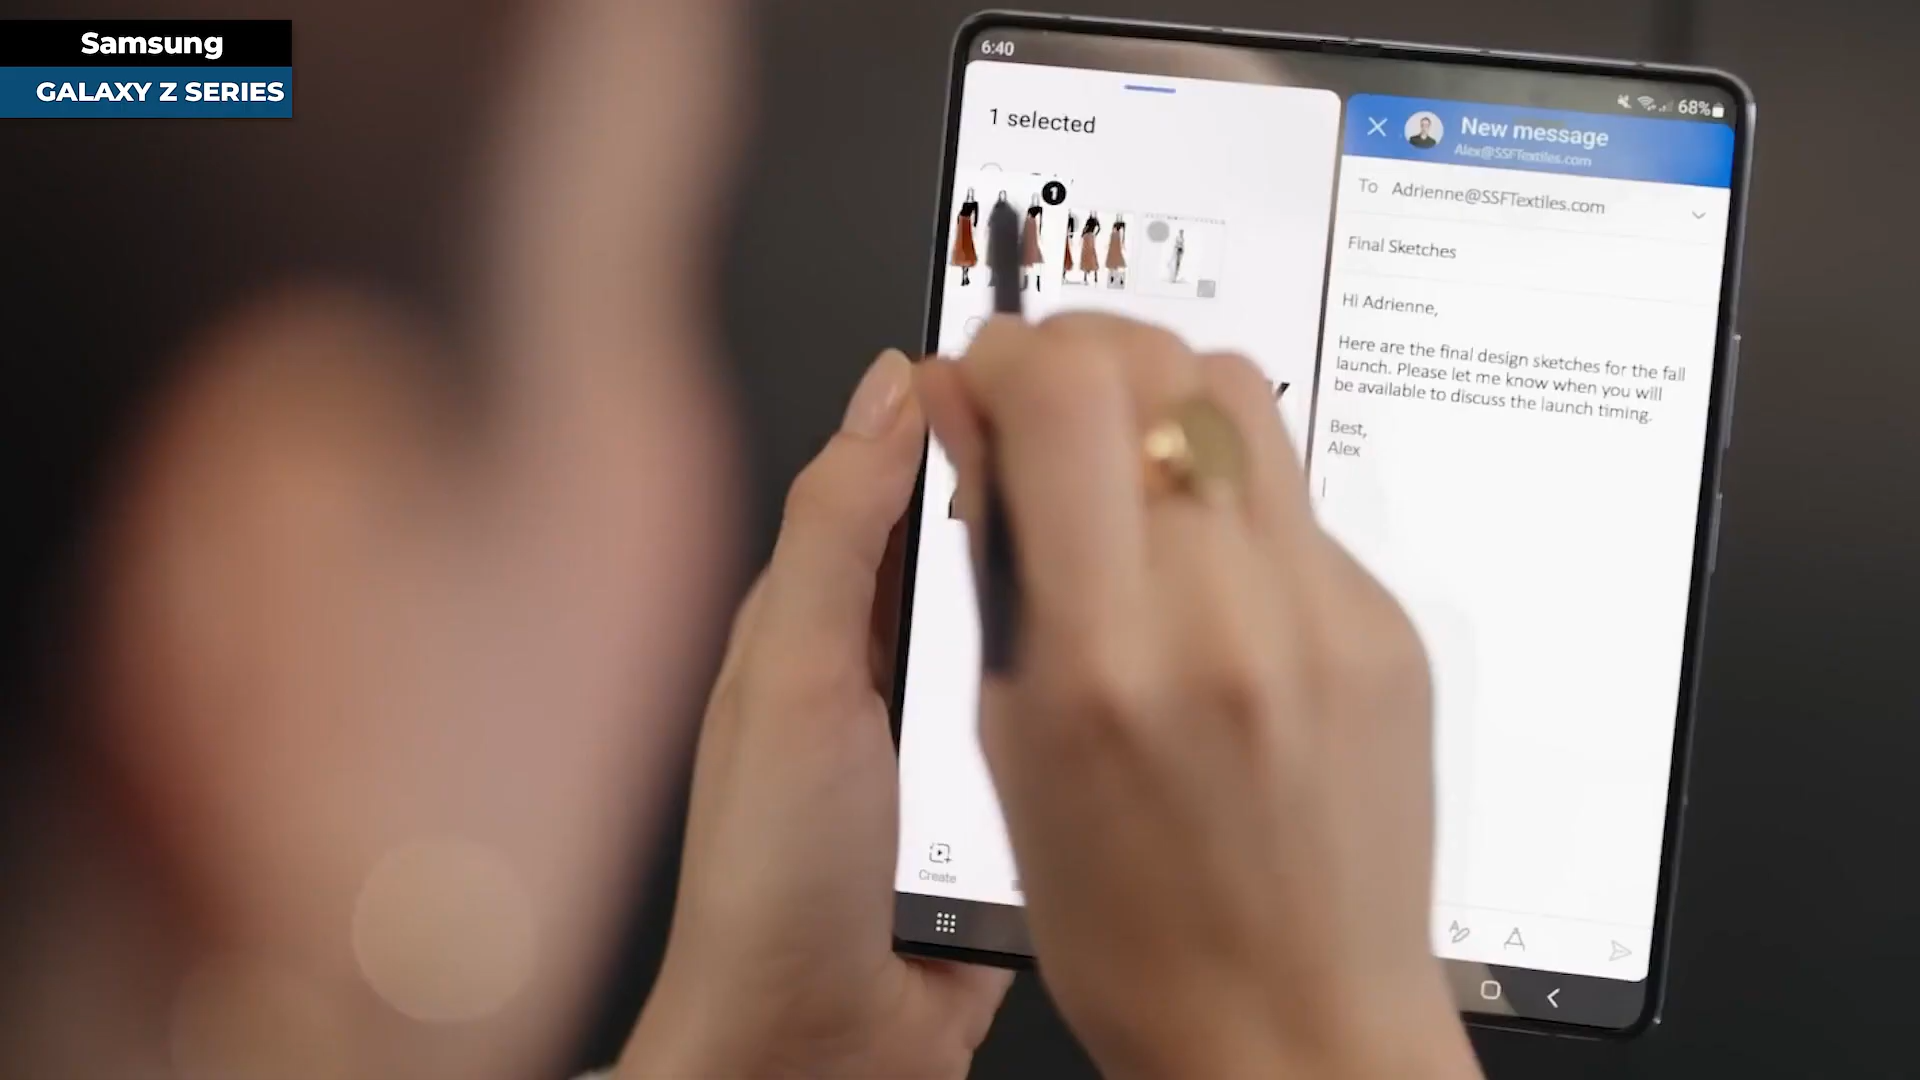 Samsung
GALAXY Z SERIES
6:40
68%
1 selected
1
New message
Alex@SSFTextiles.com
To Adrienne@SSFTextiles.com
Final Sketches
Hi Adrienne,
Here are the final design sketches for the fall
launch. Please let me know when you will
be available to discuss the launch timing.
Best,
Alex
Create